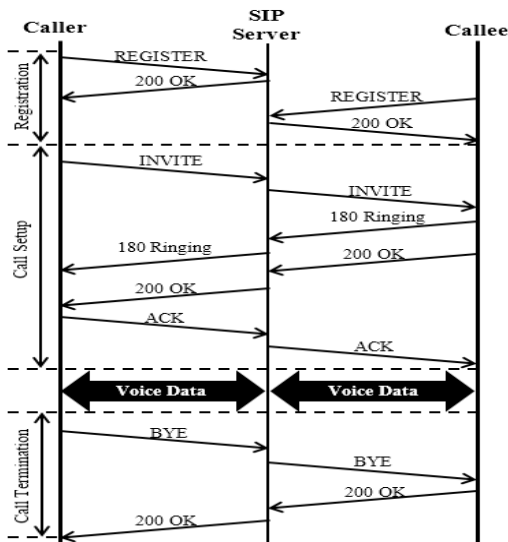 Caller
SIP
Server
Callee
Registration
REGISTER
200 OK
REGISTER
200 OK
Call Setup
INVITE
INVITE
180 Ringing
180 Ringing
200 OK
200 OK
ACK
ACK
Voice Data
Voice Data
Call Termination
BYE
BYE
200 OK
200 OK